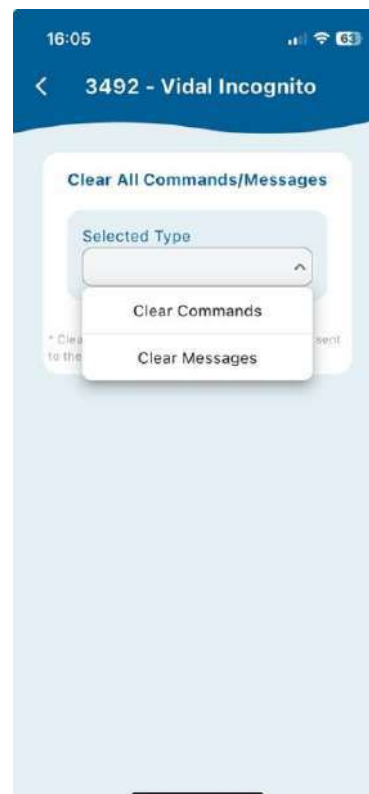 16:05
63
3492 - Vidal Incognito
Clear All Commands/Messages
Selected Type
Clear Commands
* Clea sent
Clear Messages
to the